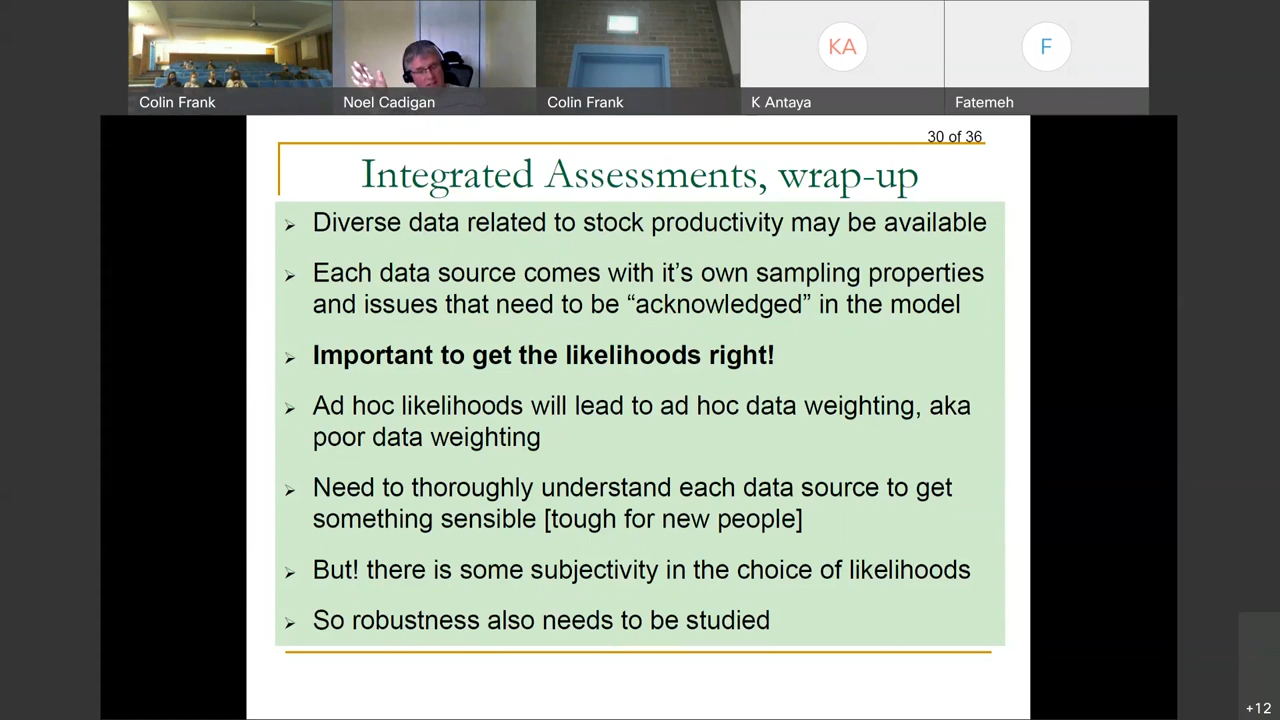 KA
F
Colin Frank
Noel Cadigan
Colin Frank
K Antaya
Fatemeh
30 of 36
Integrated Assessments, wrap-up
Diverse data related to stock productivity may be available
Each data source comes with it's own sampling properties
and issues that need to be “acknowledged” in the model
Important to get the likelihoods right!
Ad hoc likelihoods will lead to ad hoc data weighting, aka
poor data weighting
Need to thoroughly understand each data source to get
something sensible [tough for new people]
But! there is some subjectivity in the choice of likelihoods
So robustness also needs to be studied
+12